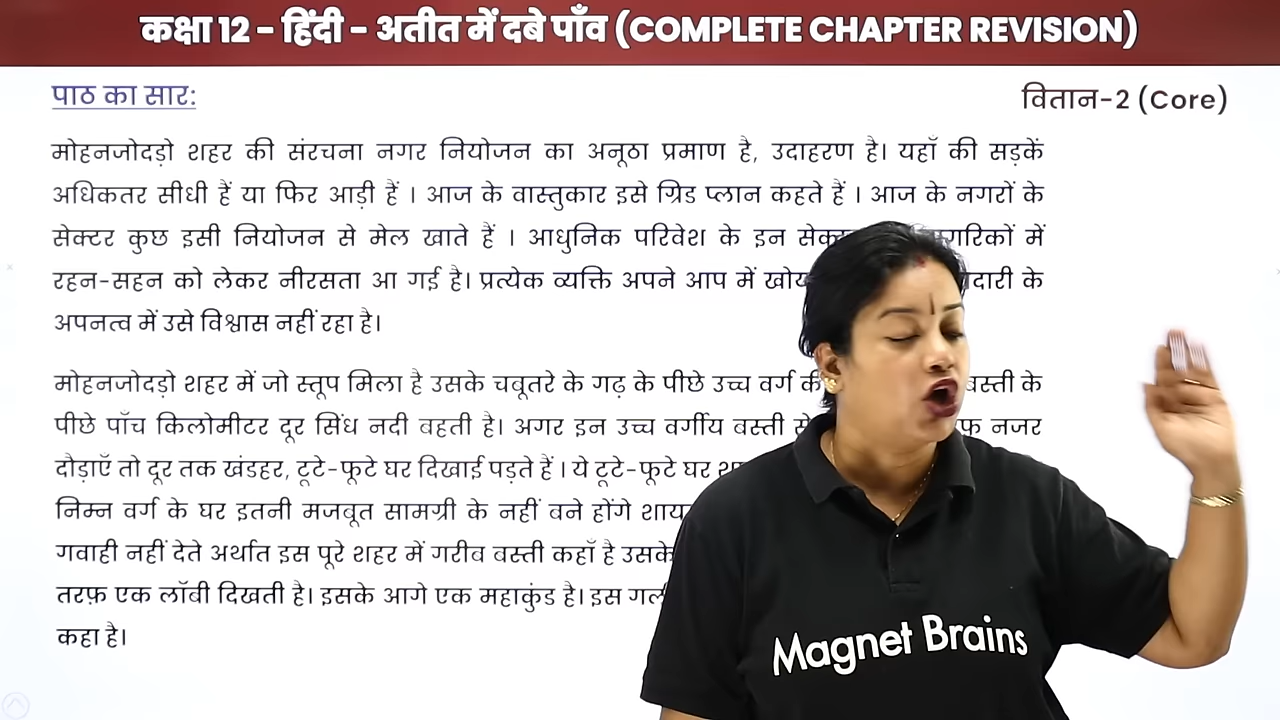 कक्षा 12 - हिंदी - अतीत में दबे पाँव (COMPLETE CHAPTER REVISION)
पाठ का सार:
वितान-2 (Core)
मोहनजोदड़ो शहर की संरचना नगर नियोजन का अनूठा प्रमाण है, उदाहरण है। यहाँ की सड़कें
अधिकतर सीधी हैं या फिर आड़ी हैं । आज के वास्तुकार इसे ग्रिड प्लान कहते हैं । आज के नगरों के
सेक्टर कुछ इसी नियोजन से मेल खाते हैं । आधुनिक परिवेश के इन में
रहन-सहन को लेकर नीरसता आ गई है। प्रत्येक व्यक्ति अपने आप में के
अपनत्व में उसे विश्वास नहीं रहा है।
मोहनजोदड़ो शहर में जो स्तूप मिला है उसके चबूतरे के गढ़ के पीछे उच्च वर्ग बस्ती के
पीछे पाँच किलोमीटर दूर सिंध नदी बहती है। अगर इन उच्च वर्गीय बस्ती नजर
दौड़ाएँ तो दूर तक खंडहर, टूटे-फूटे घर दिखाई पड़ते हैं । ये टूटे-फूटे घर
निम्न वर्ग के घर इतनी मजबूत सामग्री के नहीं बने होंगे
गवाही नहीं देते अर्थात इस पूरे शहर में गरीब बस्ती कहाँ है उसके
तरफ़ एक लॉबी दिखती है। इसके आगे एक महाकुंड है। इस
कहा है।
Magnet Brains